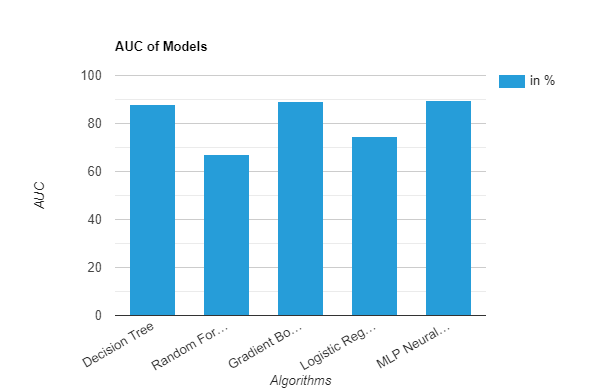 AUC of Models
100
80
60
40
20
0
in %
AUC
Decision Tree
Random For…
Gradient Bo…
Logistic Reg…
MLP Neural…
Algorithms